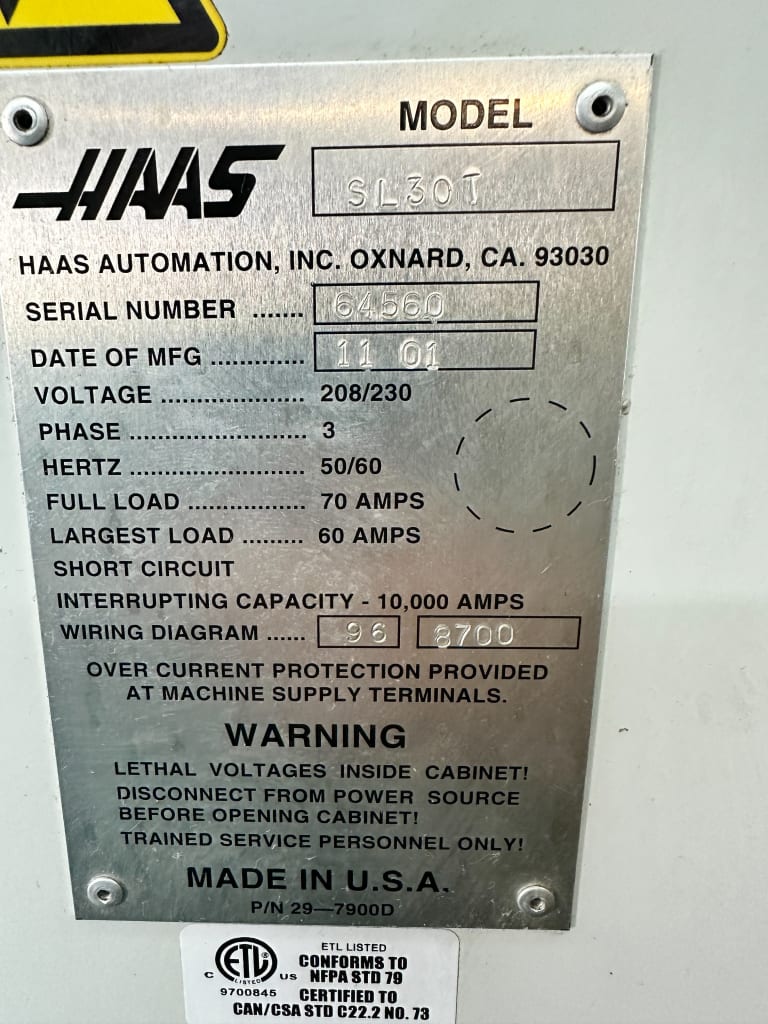 MODEL
HAAS
SL30T
HAAS AUTOMATION, INC. OXNARD, CA. 93030
SERIAL NUMBER ....... 64560
DATE OF MFG ............. 11 01
VOLTAGE .................... 208/230
PHASE ......................... 3
HERTZ ......................... 50/60
FULL LOAD ................. 70 AMPS
LARGEST LOAD ......... 60 AMPS
SHORT CIRCUIT
INTERRUPTING CAPACITY - 10,000 AMPS
WIRING DIAGRAM ...... 96 8700
OVER CURRENT PROTECTION PROVIDED
AT MACHINE SUPPLY TERMINALS.
WARNING
LETHAL VOLTAGES INSIDE CABINET!
DISCONNECT FROM POWER SOURCE
BEFORE OPENING CABINET!
TRAINED SERVICE PERSONNEL ONLY!
MADE IN U.S.A.
P/N 29—7900D
ETL LISTED
CONFORMS TO
NFPA STD 79
C ETL LISTED US
9700845
CERTIFIED TO
CAN/CSA STD C22.2 NO. 73